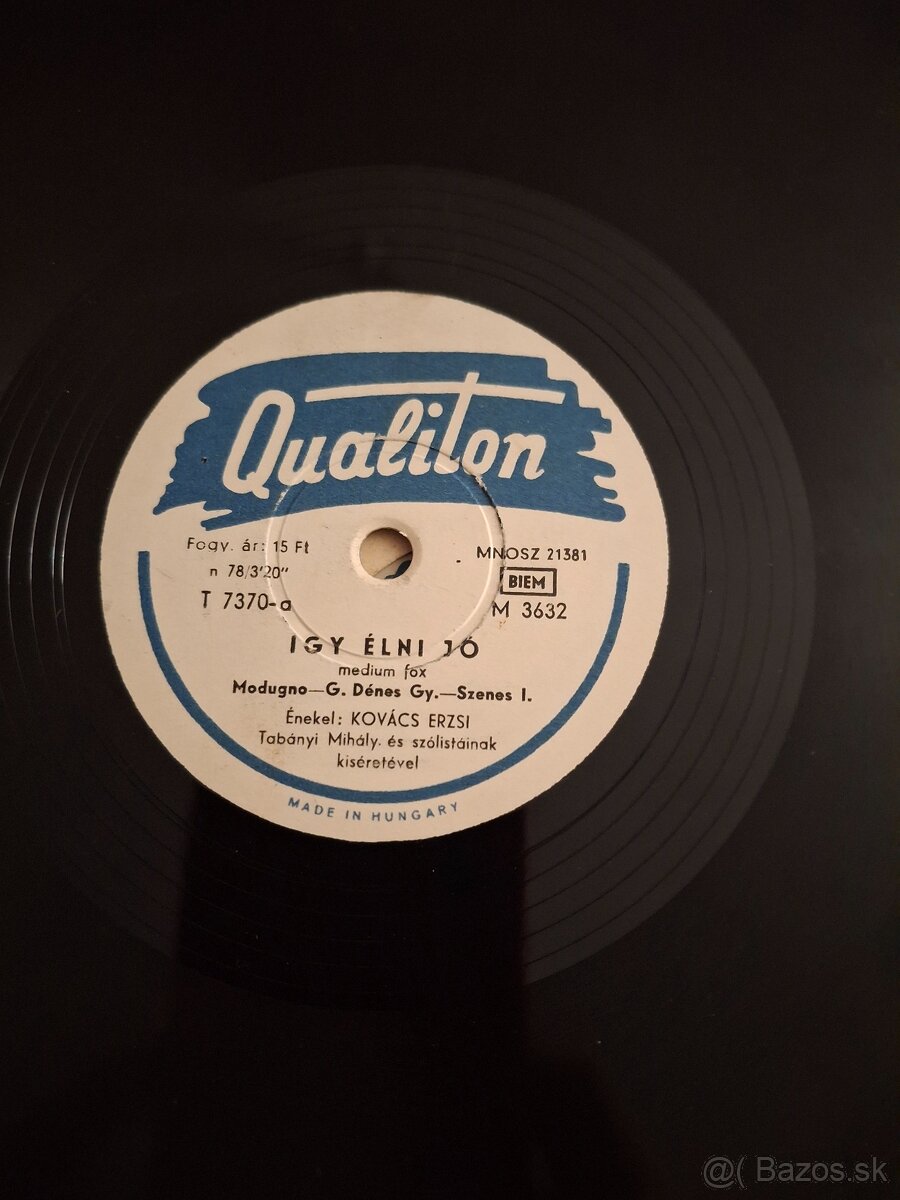 Qualiton
Fogy. ár: 15 Ft
MNOSZ 21381
n 78/3'20"
BIEM
T 7370-a
M 3632
IGY ÉLNI JÓ
medium fox
Modugno—G. Dénes Gy.—Szenes I.
Énekel: KOVÁCS ERZSI
Tabányi Mihály. és szólistáinak
kiséretével
MADE IN HUNGARY
@( Bazos.sk